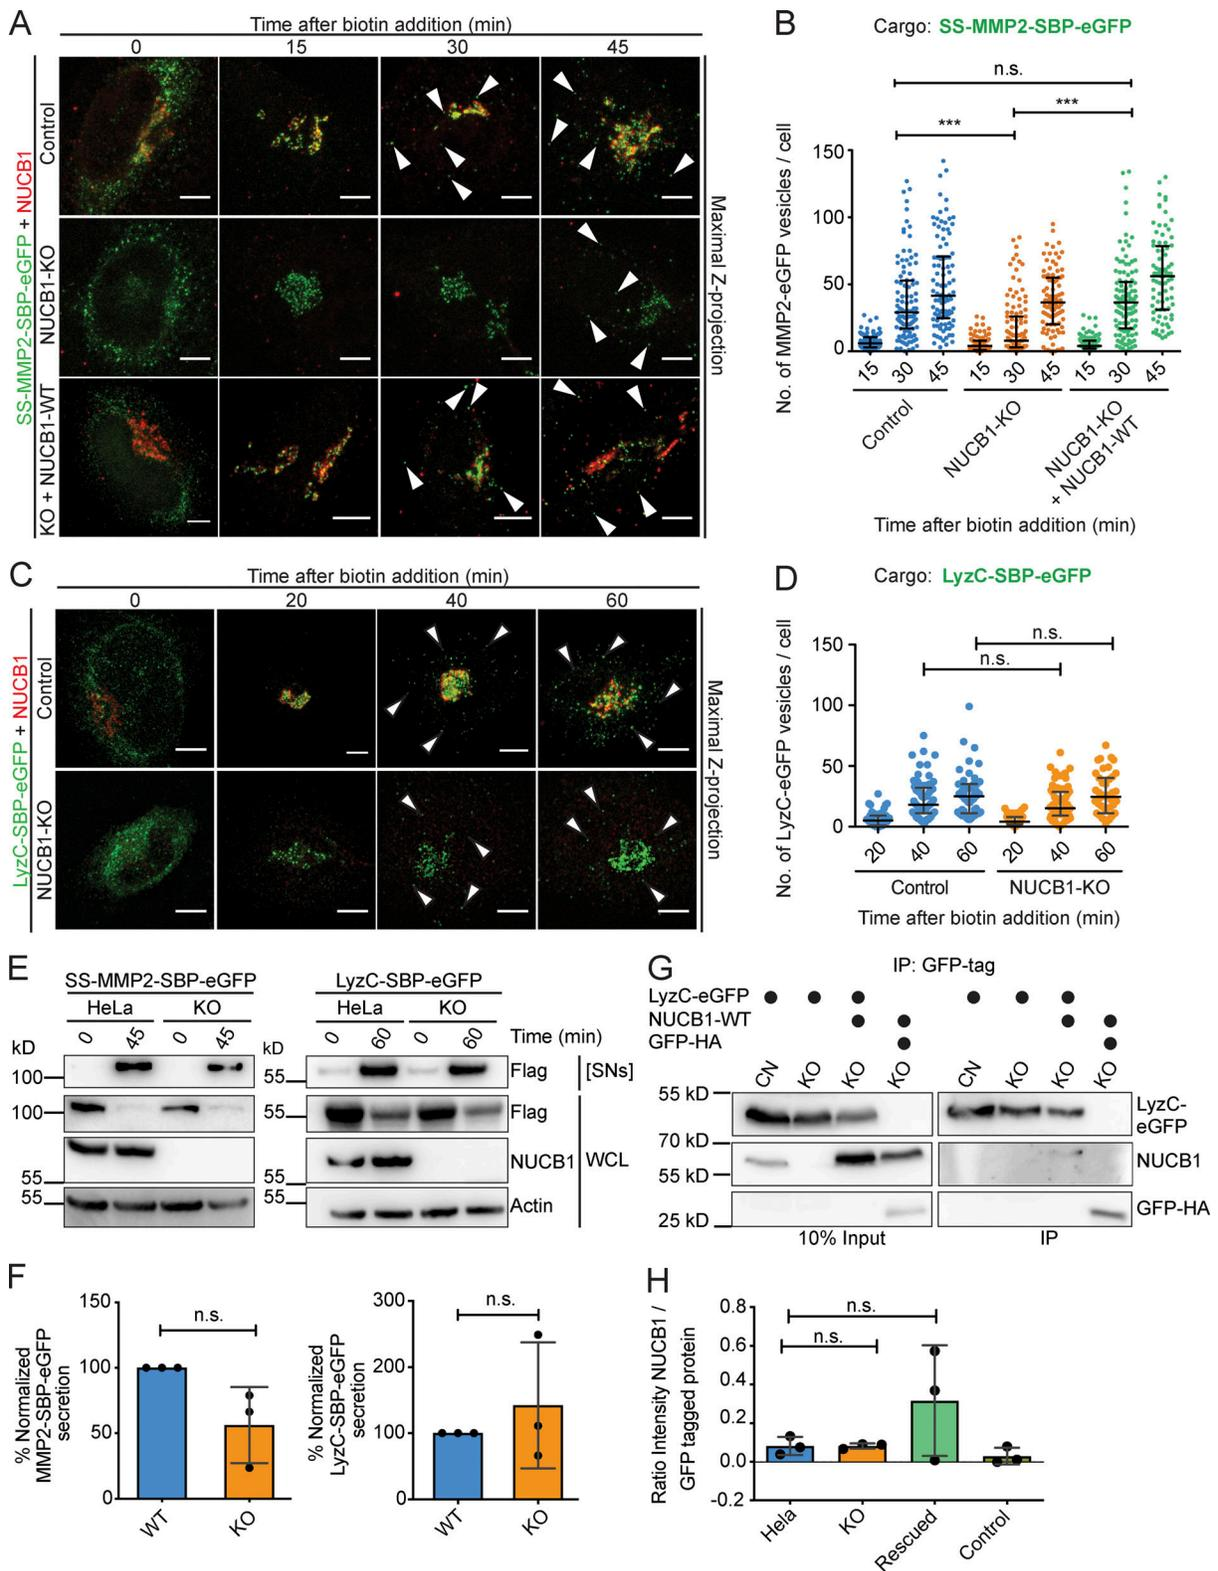 A
Time after biotin addition (min)
0 15 30 45
SS-MMP2-SBP-eGFP + NUCB1
Control
NUCB1-KO
KO + NUCB1-WT
Maximal Z-projection
B
Cargo: SS-MMP2-SBP-eGFP
n.s.
***
***
No. of MMP2-eGFP vesicles / cell
150
100
50
0
15 30 45 15 30 45 15 30 45
Control
NUCB1-KO
NUCB1-KO
+ NUCB1-WT
Time after biotin addition (min)
C
Time after biotin addition (min)
0 20 40 60
LyzC-SBP-eGFP + NUCB1
Control
NUCB1-KO
Maximal Z-projection
D
Cargo: LyzC-SBP-eGFP
n.s.
n.s.
No. of LyzC-eGFP vesicles / cell
150
100
50
0
20 40 60 20 40 60
Control NUCB1-KO
Time after biotin addition (min)
E
SS-MMP2-SBP-eGFP LyzC-SBP-eGFP
HeLa KO HeLa KO
0 45 0 45 0 60 0 60 Time (min)
kD kD
100 55 Flag [SNs]
100 55 Flag
NUCB1 WCL
55 55
55 55 Actin
F
150
100
50
0
% Normalized
MMP2-SBP-eGFP
secretion
n.s.
WT KO
300
200
100
0
% Normalized
LyzC-SBP-eGFP
secretion
n.s.
WT KO
G
IP: GFP-tag
LyzC-eGFP
NUCB1-WT
GFP-HA
CN KO KO KO CN KO KO KO
55 kD
LyzC-
eGFP
70 kD
NUCB1
55 kD
GFP-HA
25 kD
10% Input IP
H
Ratio Intensity NUCB1 /
GFP tagged protein
0.8
0.6
0.4
0.2
0.0
-0.2
n.s.
n.s.
Hela KO Rescued Control